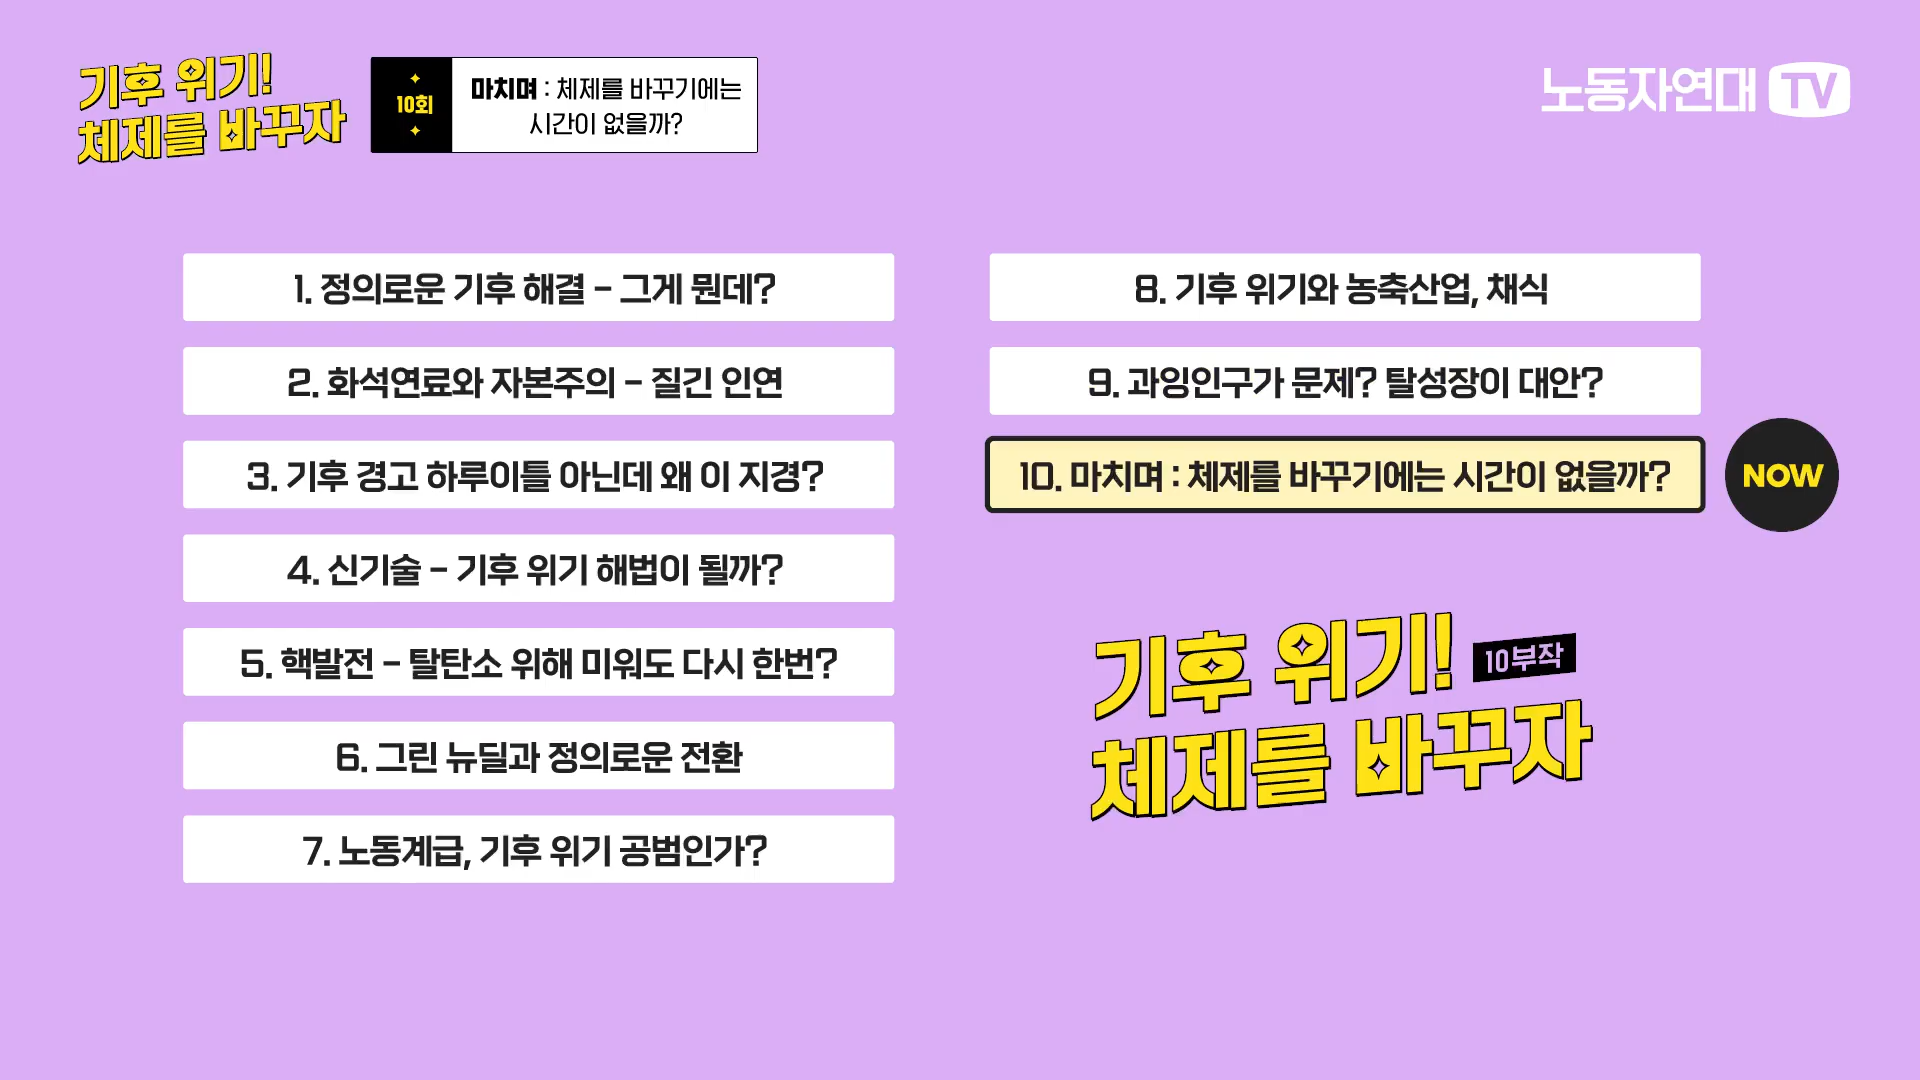 기후 위기!
체제를 바꾸자
10회
마치며 : 체제를 바꾸기에는
시간이 없을까?
노동자연대 TV
1. 정의로운 기후 해결 – 그게 뭔데?
2. 화석연료와 자본주의 – 질긴 인연
3. 기후 경고 하루이틀 아닌데 왜 이 지경?
4. 신기술 – 기후 위기 해법이 될까?
5. 핵발전 – 탈탄소 위해 미워도 다시 한번?
6. 그린 뉴딜과 정의로운 전환
7. 노동계급, 기후 위기 공범인가?
8. 기후 위기와 농축산업, 채식
9. 과잉인구가 문제? 탈성장이 대안?
10. 마치며 : 체제를 바꾸기에는 시간이 없을까?
NOW
기후 위기! 10부작
체제를 바꾸자